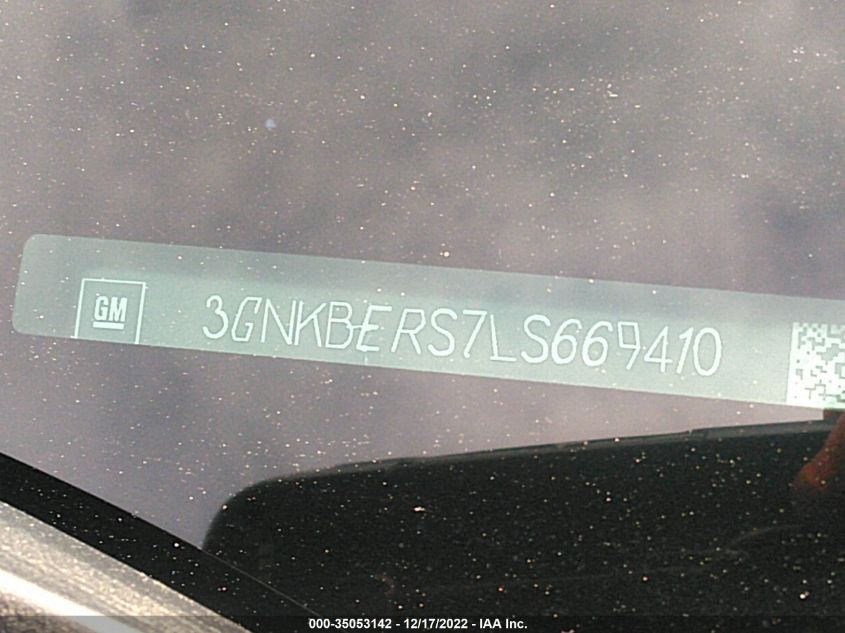 GM
3GNKBERS7LS669410
000-35053142 - 12/17/2022 - IAA Inc.